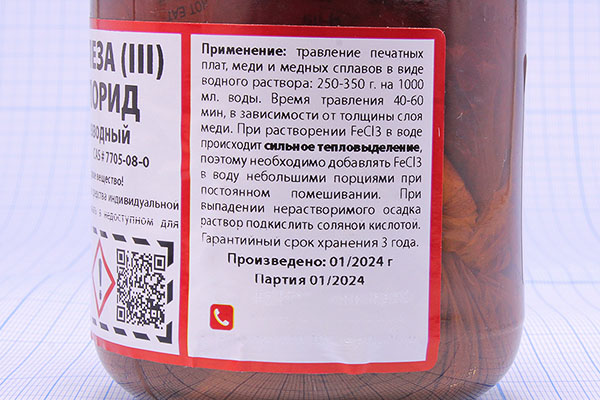 ЕЗА (III)
ОРИД
ВОДНЫЙ
CAS#7705-08-0
вещество!
индивидуальной
в недоступном для
Применение: травление печатных
плат, меди и медных сплавов в виде
водного раствора: 250-350 г. на 1000
мл. воды. Время травления 40-60
мин, в зависимости от толщины слоя
меди. При растворении FeCl3 в воде
происходит сильное тепловыделение,
поэтому необходимо добавлять FeCl3
в воду небольшими порциями при
постоянном помешивании. При
выпадении нерастворимого осадка
раствор подкислить соляной кислотой.
Гарантийный срок хранения 3 года.
Произведено: 01/2024 г
Партия 01/2024